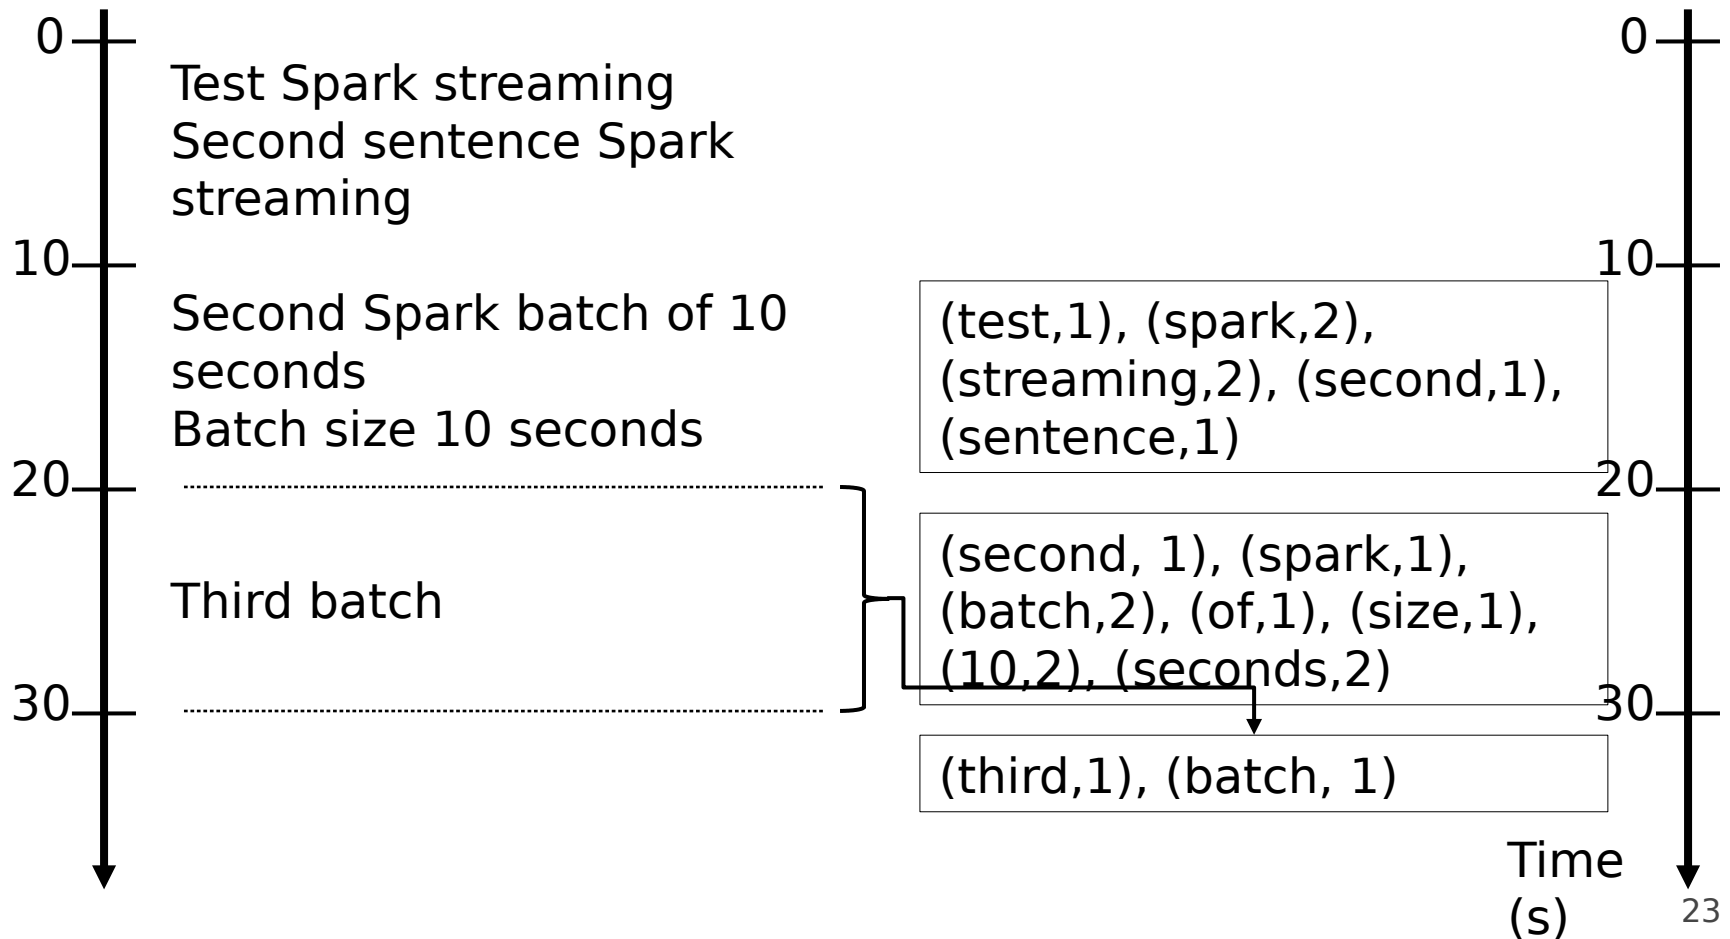 0
Test Spark streaming
Second sentence Spark
streaming
10
Second Spark batch of 10
seconds
Batch size 10 seconds
20
Third batch
30
0
10
(test,1), (spark,2),
(streaming,2), (second,1),
(sentence,1)
20
(second, 1), (spark,1),
(batch,2), (of,1), (size,1),
(10,2), (seconds,2)
30
(third,1), (batch, 1)
Time
(s)
23